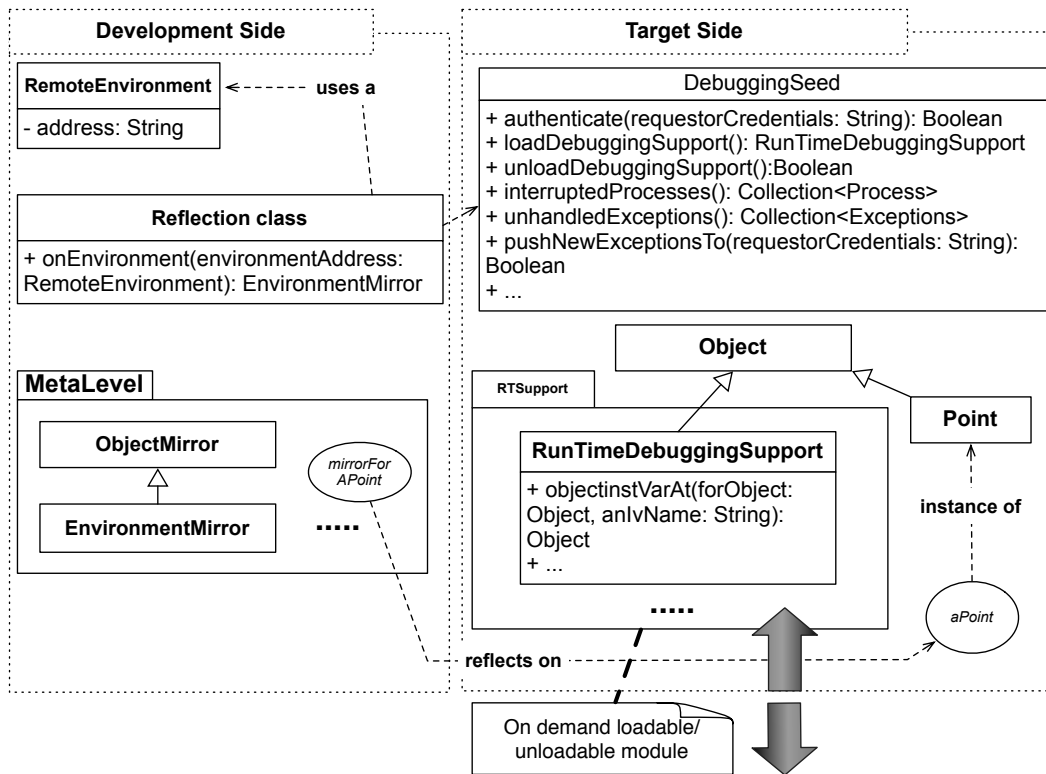 Development Side
Target Side
RemoteEnvironment
- address: String
uses a
Reflection class
+ onEnvironment(environmentAddress:
RemoteEnvironment): EnvironmentMirror
DebuggingSeed
+ authenticate(requestorCredentials: String): Boolean
+ loadDebuggingSupport(): RunTimeDebuggingSupport
+ unloadDebuggingSupport():Boolean
+ interruptedProcesses(): Collection<Process>
+ unhandledExceptions(): Collection<Exceptions>
+ pushNewExceptionsTo(requestorCredentials: String):
Boolean
+ ...
MetaLevel
ObjectMirror
EnvironmentMirror
mirrorFor
APoint
.....
Object
RTSupport
Point
RunTimeDebuggingSupport
+ objectinstVarAt(forObject:
Object, anIvName: String):
Object
+ ...
.....
instance of
aPoint
reflects on
On demand loadable/
unloadable module